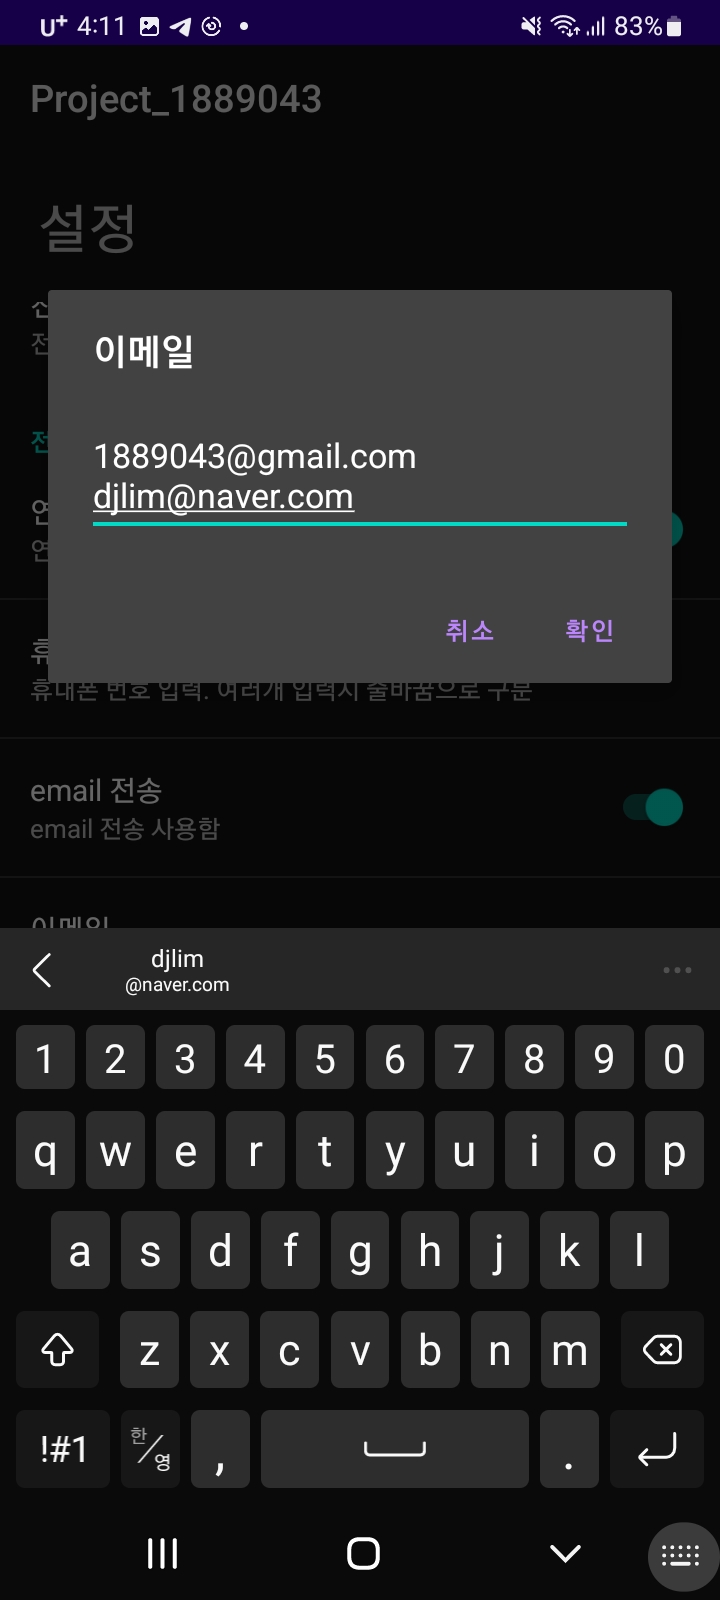 U+ 4:11 83%
Project_1889043
설정
이메일
1889043@gmail.com
djlim@naver.com
취소 확인
휴대폰 번호 입력. 여러개 입력시 줄바꿈으로 구분
email 전송
email 전송 사용함
이메일
djlim
@naver.com
1 2 3 4 5 6 7 8 9 0
q w e r t y u i o p
a s d f g h j k l
z x c v b n m
!#1 한/영 , .